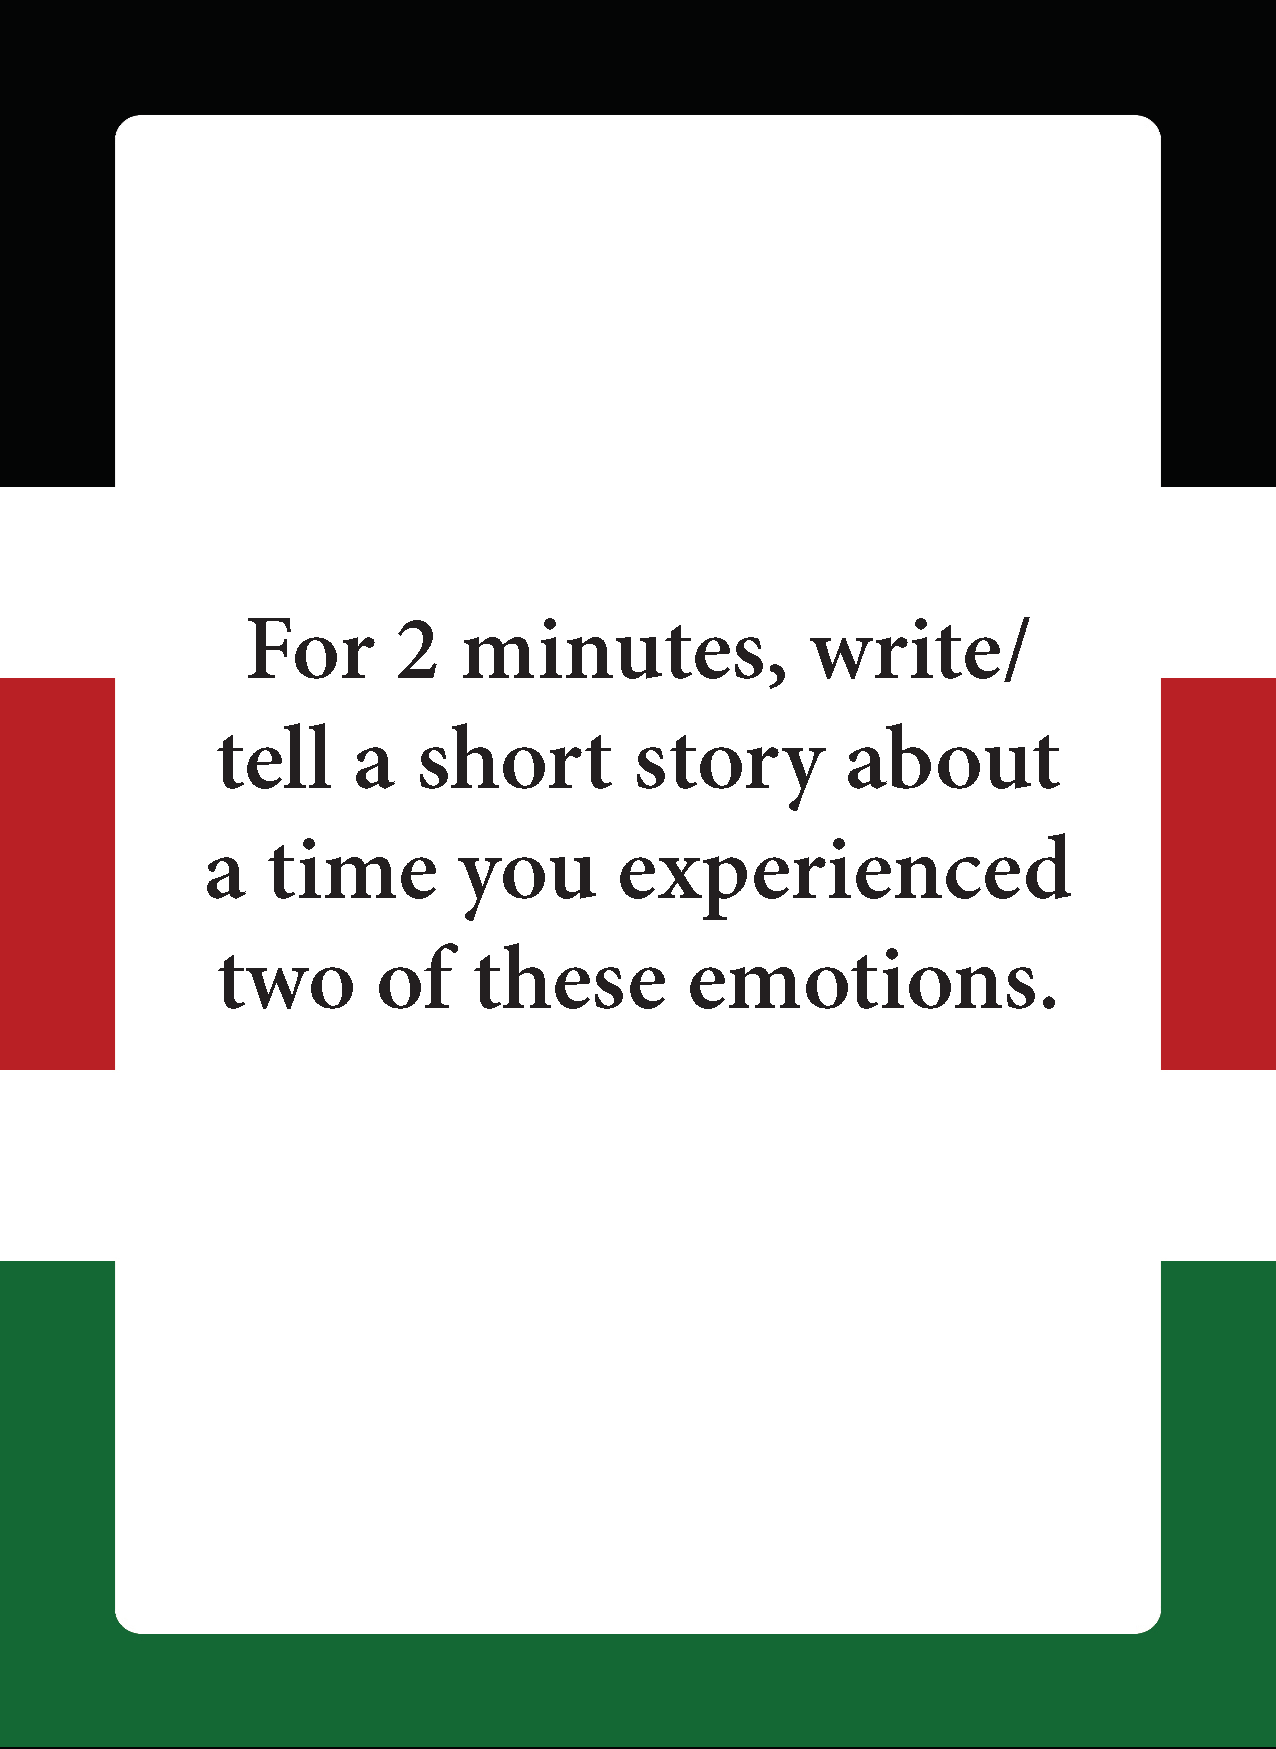 For 2 minutes, write/
tell a short story about
a time you experienced
two of these emotions.